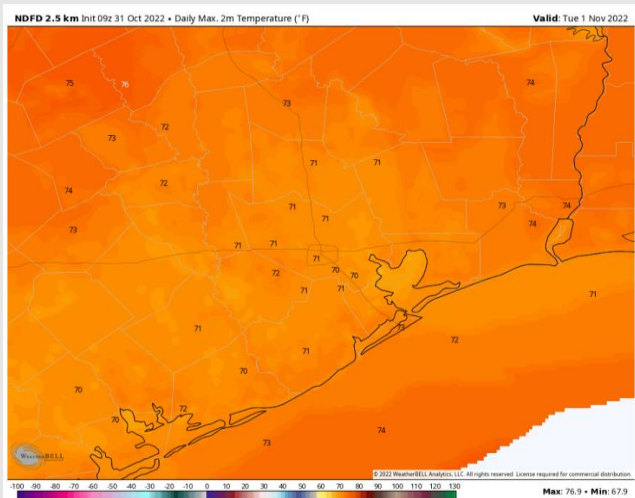 NDFD 2.5 km Init 09z 31 Oct 2022 • Daily Max. 2m Temperature (°F) Valid: Tue 1 Nov 2022
75 76 74
73
73 72
71 71
74 72
71 73 74
73 71 74
71 71
71
72 70 70
71 71 71
73
71 72
71
70
70
70 72
73 74
WeatherBELL
© 2022 WeatherBELL Analytics, LLC. All rights reserved. License required for commercial distribution.
-100 -90 -80 -70 -60 -50 -40 -30 -20 -10 0 10 20 30 40 50 60 70 80 90 100 110 120 130 Max: 76.9 • Min: 67.9